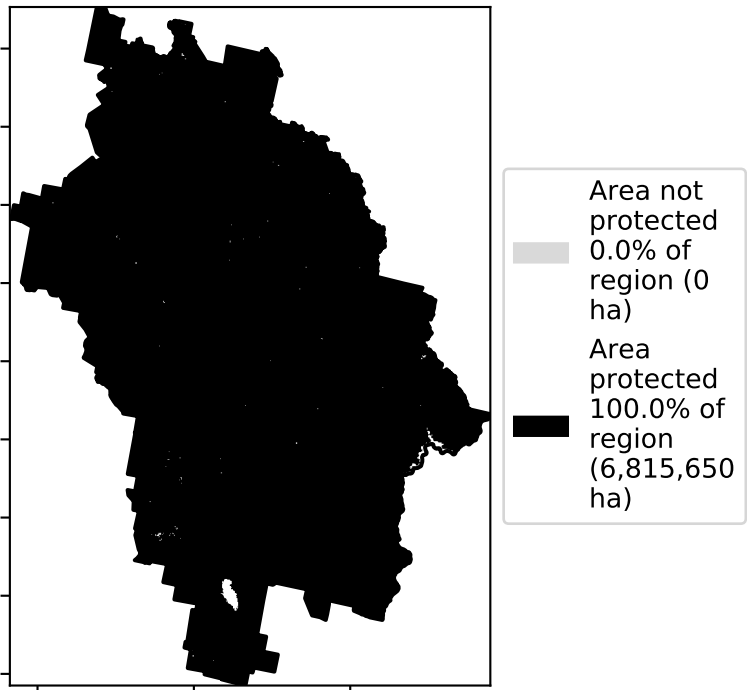 Area not
protected
0.0% of
region (0
ha)
Area
protected
100.0% of
region
(6,815,650
ha)